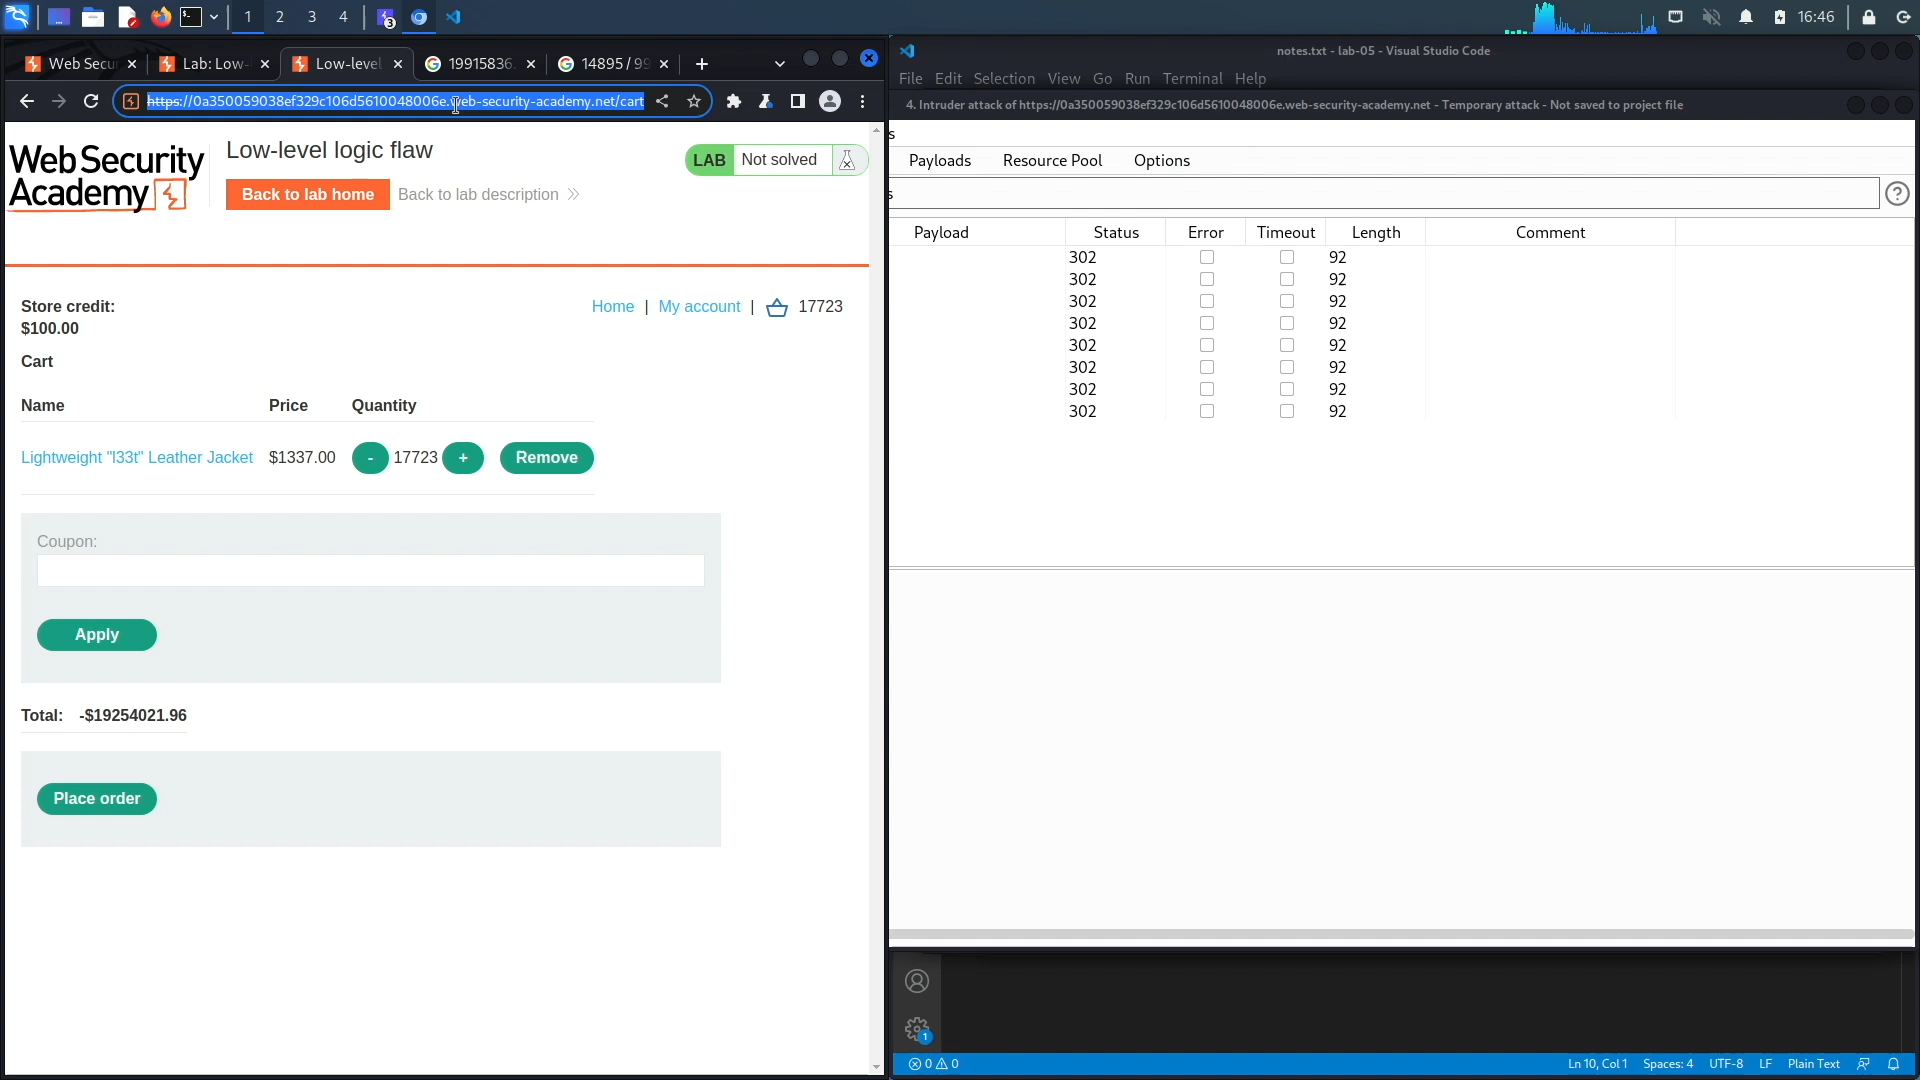 1 2 3 4 3 16:46
Web Secur Lab: Low- Low-level 19915836. 14895 / 99
https://0a350059038ef329c106d5610048006e.web-security-academy.net/cart
Web Security
Academy
Low-level logic flaw
LAB Not solved
Back to lab home Back to lab description
Store credit:
$100.00
Home | My account | 17723
Cart
Name Price Quantity
Lightweight "l33t" Leather Jacket $1337.00 - 17723 + Remove
Coupon:
Apply
Total: -$19254021.96
Place order
notes.txt - lab-05 - Visual Studio Code
File Edit Selection View Go Run Terminal Help
4. Intruder attack of https://0a350059038ef329c106d5610048006e.web-security-academy.net - Temporary attack - Not saved to project file
s
Payloads Resource Pool Options
s ?
Payload Status Error Timeout Length Comment
302 92
302 92
302 92
302 92
302 92
302 92
302 92
302 92
1
0 0 Ln 10, Col 1 Spaces: 4 UTF-8 LF Plain Text